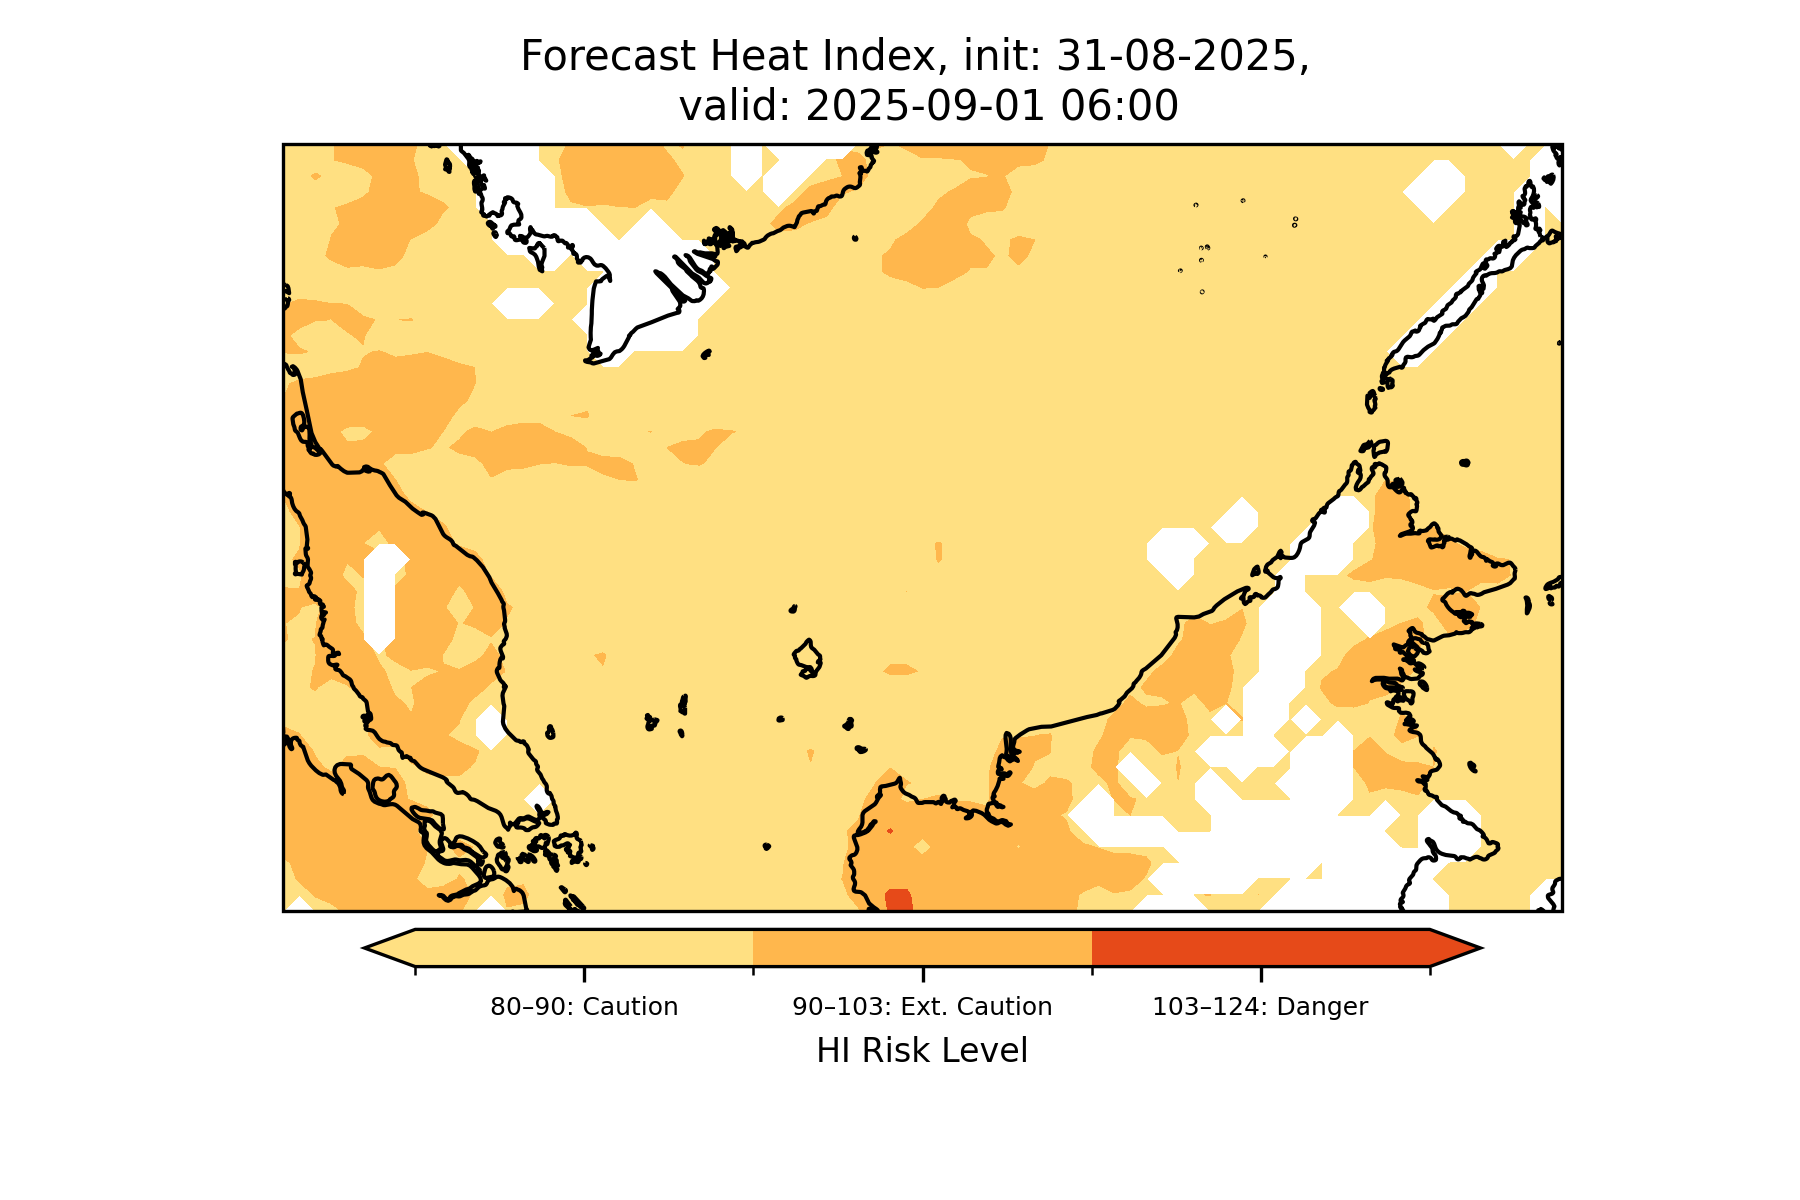 Forecast Heat Index, init: 31-08-2025,
valid: 2025-09-01 06:00
80–90: Caution
90–103: Ext. Caution
103–124: Danger
HI Risk Level